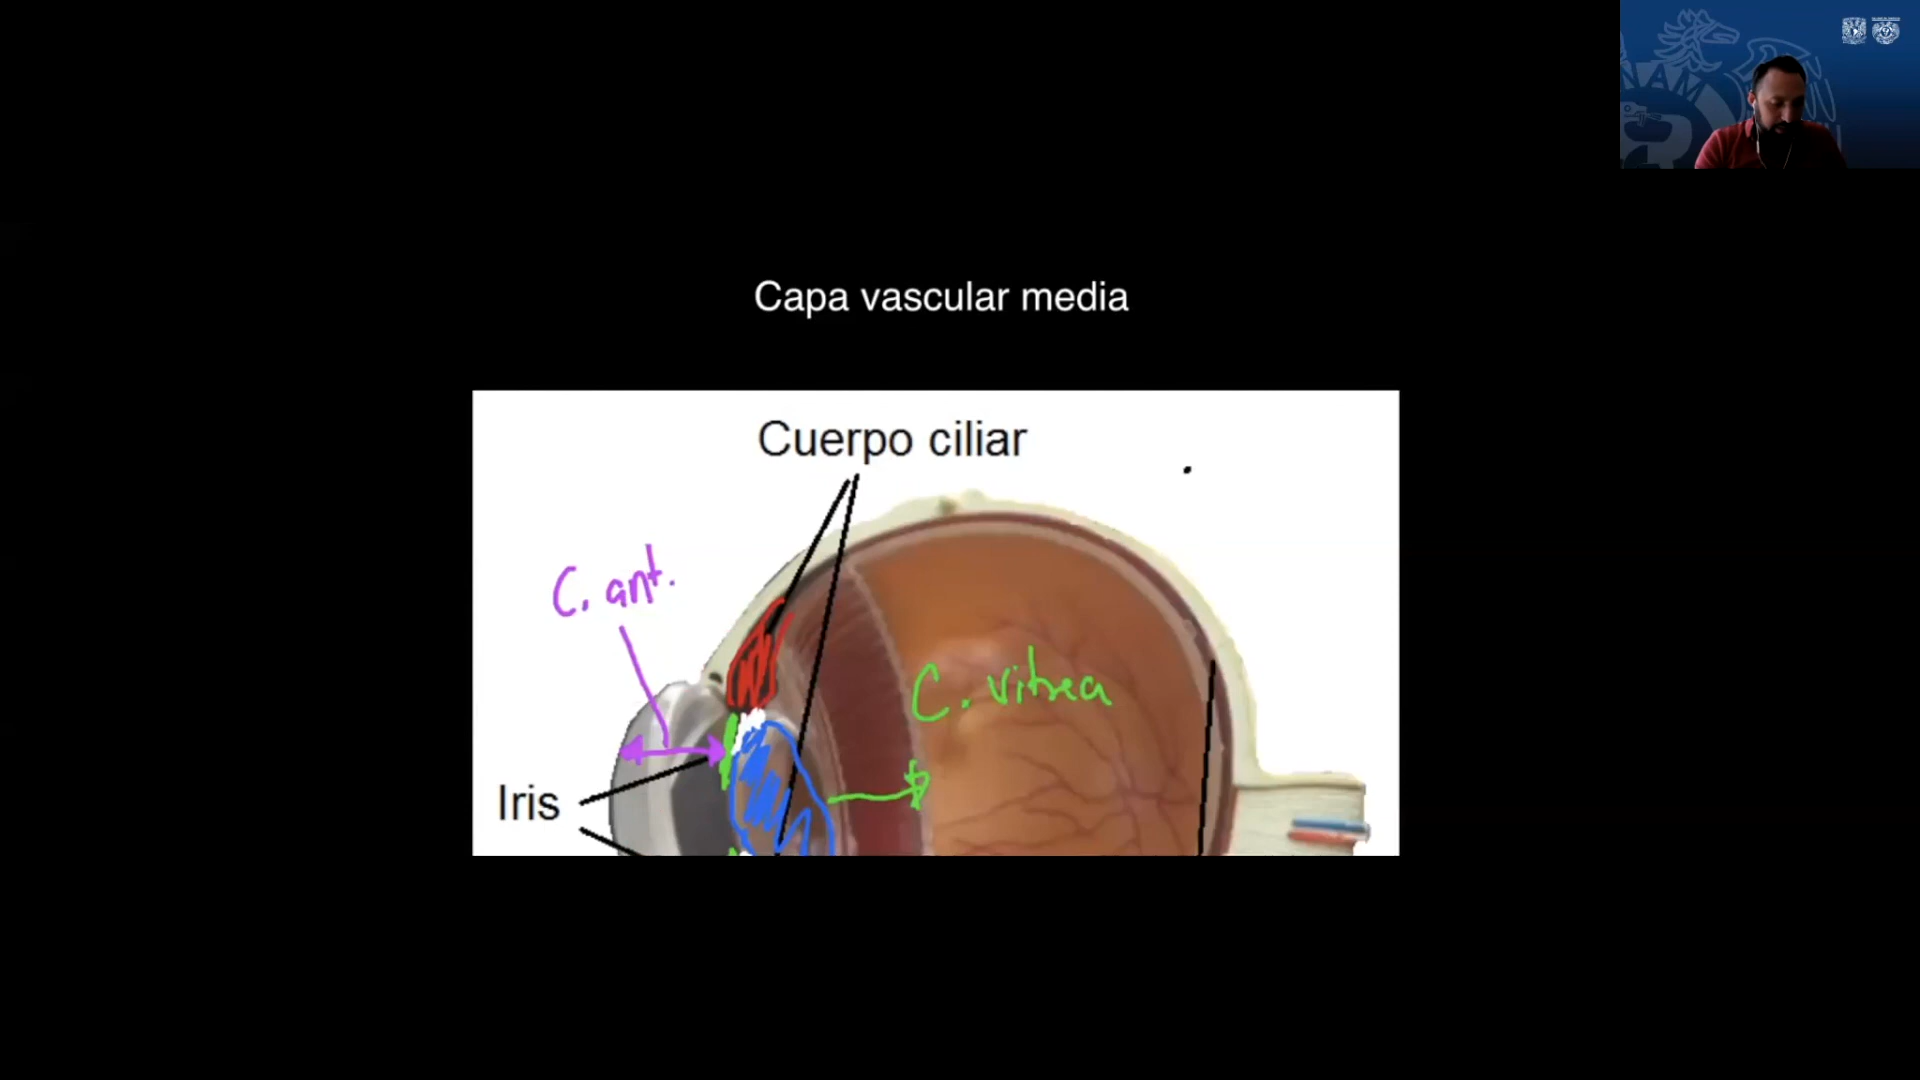 Capa vascular media
Cuerpo ciliar
C. ant.
C. vitrea
Iris